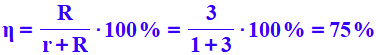 η = R / (r + R) · 100% = 3 / (1 + 3) · 100% = 75%